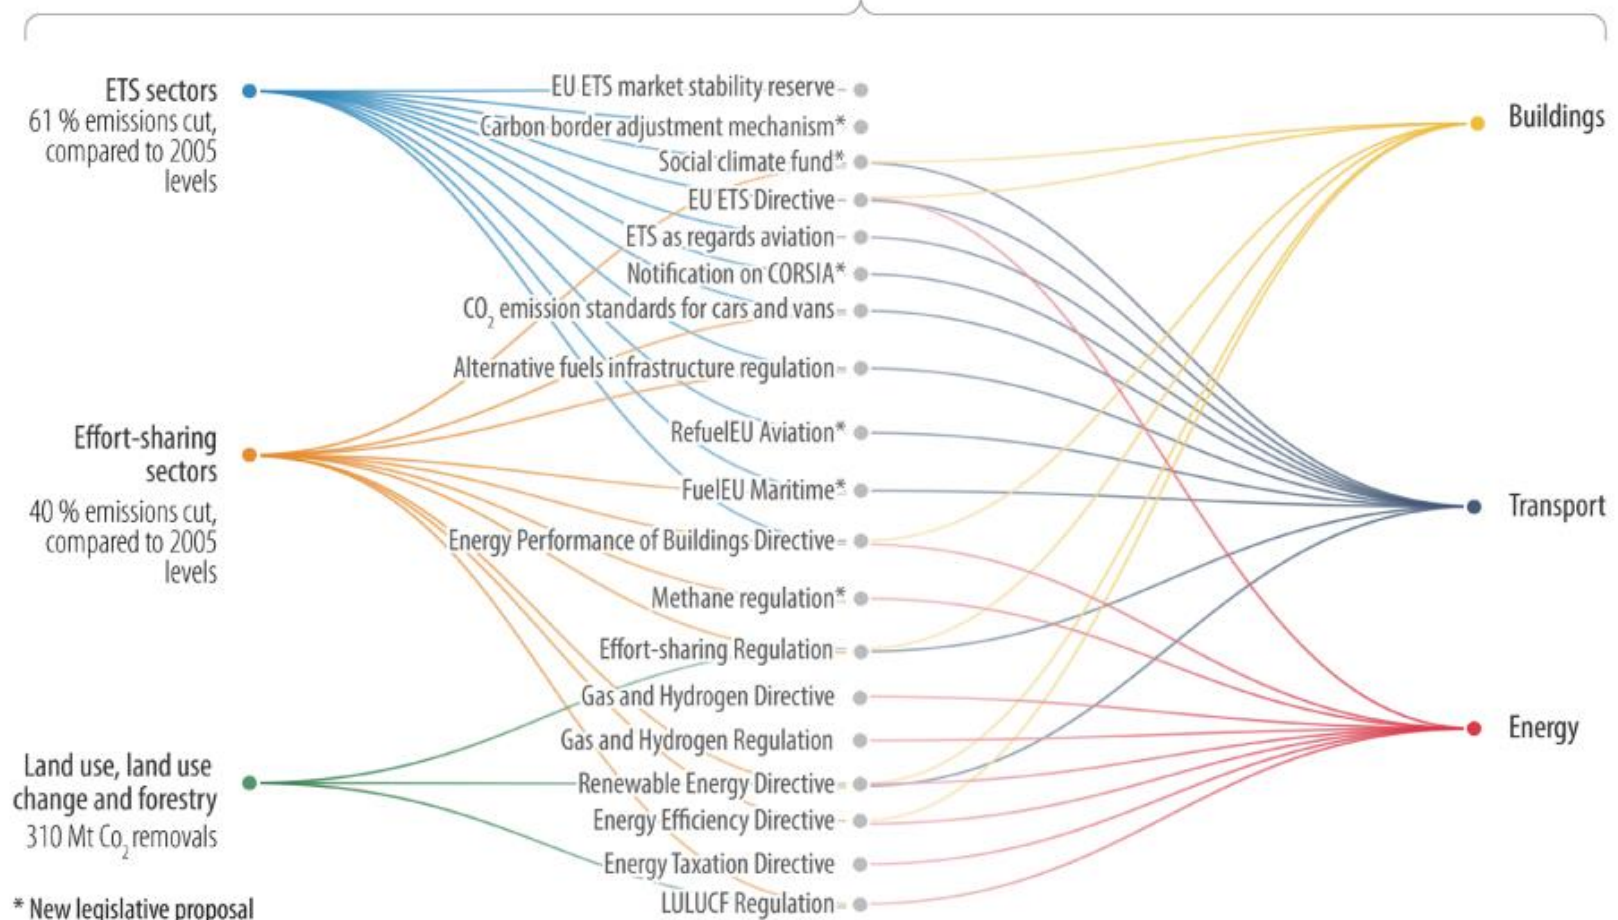 ETS sectors
61 % emissions cut,
compared to 2005
levels
Effort-sharing
sectors
40 % emissions cut,
compared to 2005
levels
Land use, land use
change and forestry
310 Mt Co₂ removals
* New legislative proposal
EU ETS market stability reserve
Carbon border adjustment mechanism*
Social climate fund*
EU ETS Directive
ETS as regards aviation
Notification on CORSIA*
CO₂ emission standards for cars and vans
Alternative fuels infrastructure regulation
RefuelEU Aviation*
FuelEU Maritime*
Energy Performance of Buildings Directive
Methane regulation*
Effort-sharing Regulation
Gas and Hydrogen Directive
Gas and Hydrogen Regulation
Renewable Energy Directive
Energy Efficiency Directive
Energy Taxation Directive
LULUCF Regulation
Buildings
Transport
Energy